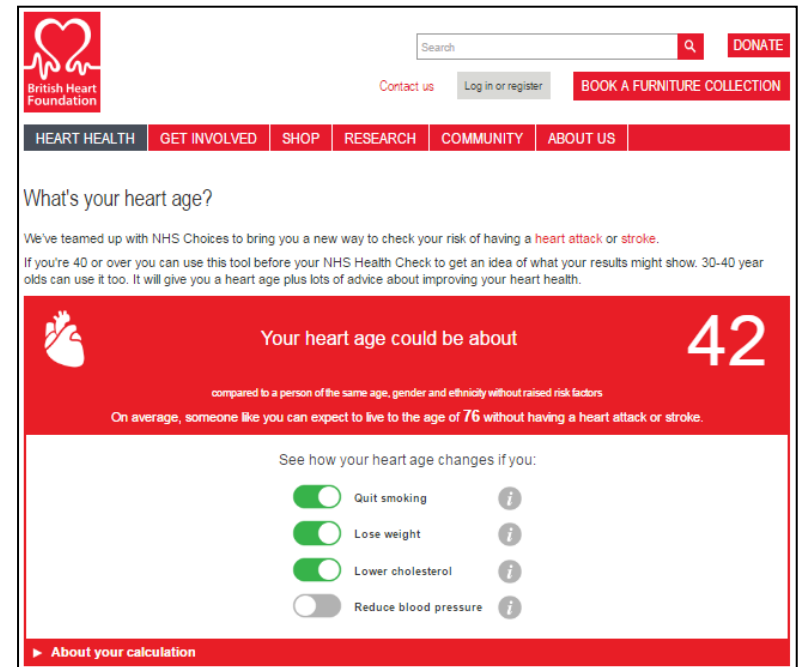 British Heart
Foundation
Search
DONATE
Contact us
Log in or register
BOOK A FURNITURE COLLECTION
HEART HEALTH
GET INVOLVED
SHOP
RESEARCH
COMMUNITY
ABOUT US
What's your heart age?
We've teamed up with NHS Choices to bring you a new way to check your risk of having a heart attack or stroke.
If you're 40 or over you can use this tool before your NHS Health Check to get an idea of what your results might show. 30-40 year
olds can use it too. It will give you a heart age plus lots of advice about improving your heart health.
Your heart age could be about
42
compared to a person of the same age, gender and ethnicity without raised risk factors
On average, someone like you can expect to live to the age of 76 without having a heart attack or stroke.
See how your heart age changes if you:
Quit smoking i
Lose weight i
Lower cholesterol i
Reduce blood pressure i
► About your calculation